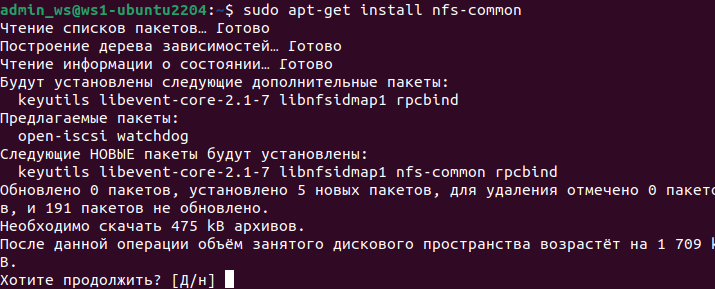 admin_ws@ws1-ubuntu2204:~$ sudo apt-get install nfs-common
Чтение списков пакетов… Готово
Построение дерева зависимостей… Готово
Чтение информации о состоянии… Готово
Будут установлены следующие дополнительные пакеты:
  keyutils libevent-core-2.1-7 libnfsidmap1 rpcbind
Предлагаемые пакеты:
  open-iscsi watchdog
Следующие НОВЫЕ пакеты будут установлены:
  keyutils libevent-core-2.1-7 libnfsidmap1 nfs-common rpcbind
Обновлено 0 пакетов, установлено 5 новых пакетов, для удаления отмечено 0 пакето
в, и 191 пакетов не обновлено.
Необходимо скачать 475 kB архивов.
После данной операции объём занятого дискового пространства возрастёт на 1 709 k
B.
Хотите продолжить? [Д/н]